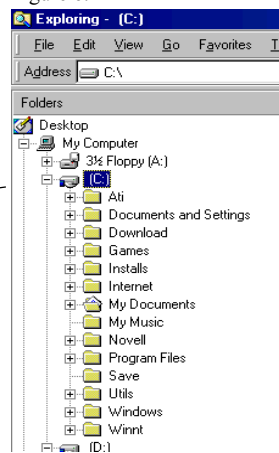 Exploring - (C:)
File Edit View Go Favorites
Address C:\
Folders
Desktop
My Computer
3½ Floppy (A:)
(C:)
Ati
Documents and Settings
Download
Games
Installs
Internet
My Documents
My Music
Novell
Program Files
Save
Utils
Windows
Winnt
(D:)